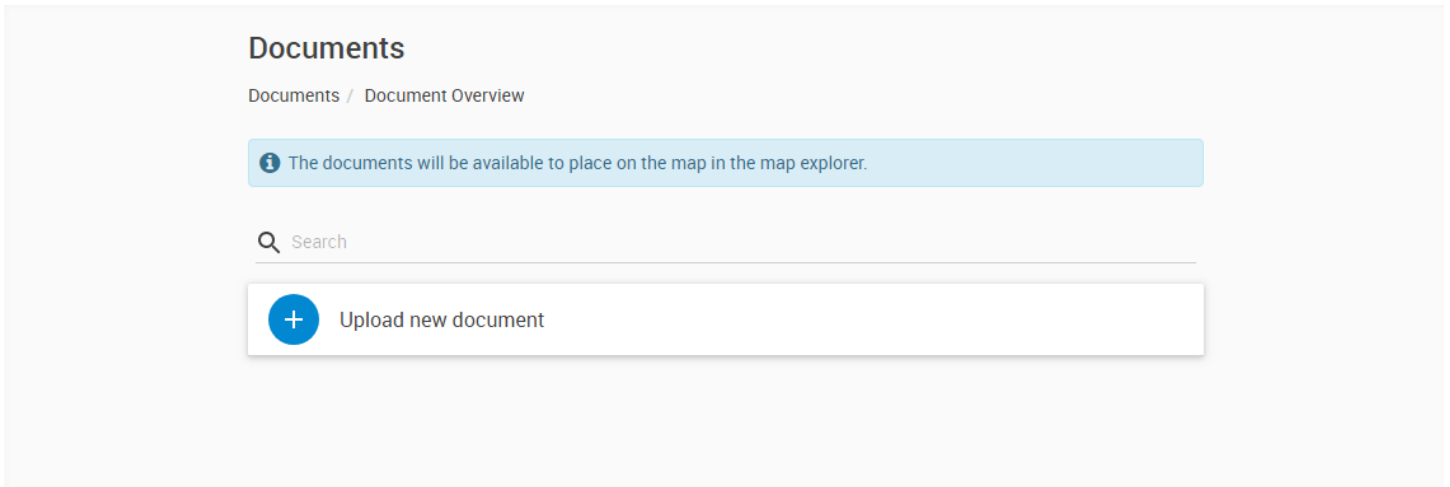 Documents
Documents / Document Overview
The documents will be available to place on the map in the map explorer.
Search
Upload new document